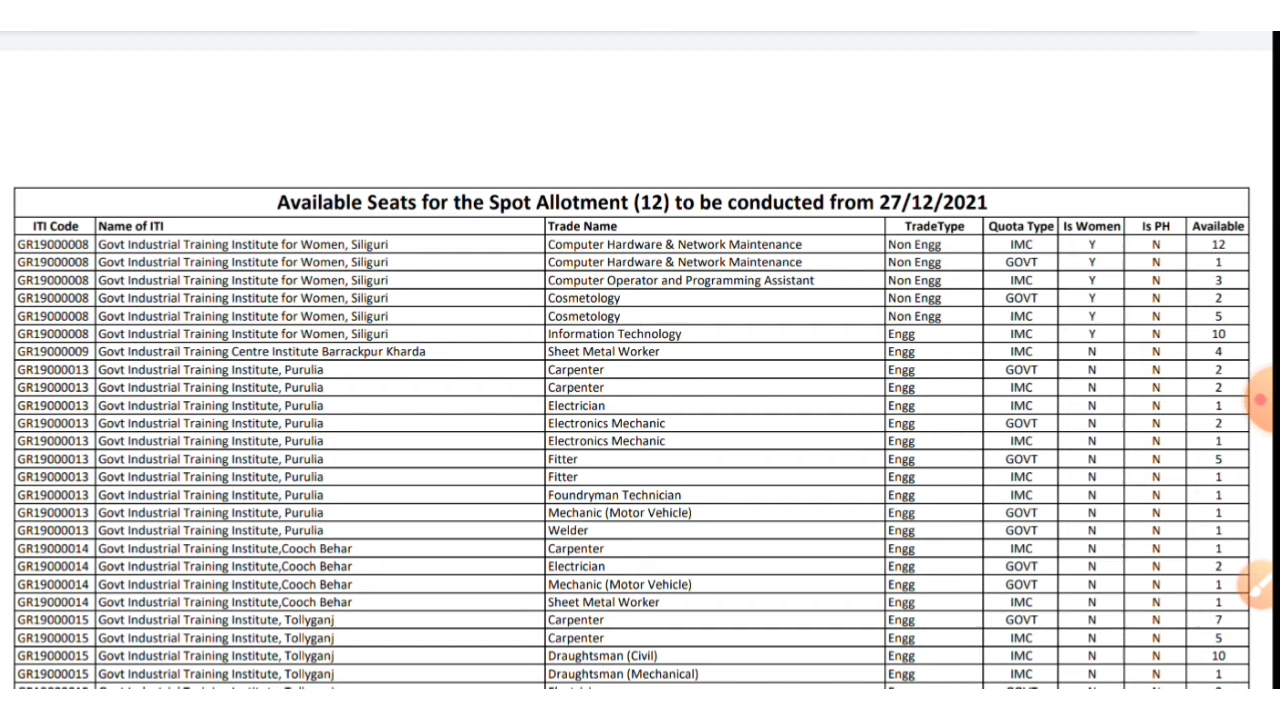 Available Seats for the Spot Allotment (12) to be conducted from 27/12/2021
ITI Code Name of ITI Trade Name TradeType Quota Type Is Women Is PH Available
GR19000008 Govt Industrial Training Institute for Women, Siliguri Computer Hardware & Network Maintenance Non Engg IMC Y N 12
GR19000008 Govt Industrial Training Institute for Women, Siliguri Computer Hardware & Network Maintenance Non Engg GOVT Y N 1
GR19000008 Govt Industrial Training Institute for Women, Siliguri Computer Operator and Programming Assistant Non Engg IMC Y N 3
GR19000008 Govt Industrial Training Institute for Women, Siliguri Cosmetology Non Engg GOVT Y N 2
GR19000008 Govt Industrial Training Institute for Women, Siliguri Cosmetology Non Engg IMC Y N 5
GR19000008 Govt Industrial Training Institute for Women, Siliguri Information Technology Engg IMC Y N 10
GR19000009 Govt Industrail Training Centre Institute Barrackpur Kharda Sheet Metal Worker Engg IMC N N 4
GR19000013 Govt Industrial Training Institute, Purulia Carpenter Engg GOVT N N 2
GR19000013 Govt Industrial Training Institute, Purulia Carpenter Engg IMC N N 2
GR19000013 Govt Industrial Training Institute, Purulia Electrician Engg IMC N N 1
GR19000013 Govt Industrial Training Institute, Purulia Electronics Mechanic Engg GOVT N N 2
GR19000013 Govt Industrial Training Institute, Purulia Electronics Mechanic Engg IMC N N 1
GR19000013 Govt Industrial Training Institute, Purulia Fitter Engg GOVT N N 5
GR19000013 Govt Industrial Training Institute, Purulia Fitter Engg IMC N N 1
GR19000013 Govt Industrial Training Institute, Purulia Foundryman Technician Engg IMC N N 1
GR19000013 Govt Industrial Training Institute, Purulia Mechanic (Motor Vehicle) Engg GOVT N N 1
GR19000013 Govt Industrial Training Institute, Purulia Welder Engg GOVT N N 1
GR19000014 Govt Industrial Training Institute,Cooch Behar Carpenter Engg IMC N N 1
GR19000014 Govt Industrial Training Institute,Cooch Behar Electrician Engg GOVT N N 2
GR19000014 Govt Industrial Training Institute,Cooch Behar Mechanic (Motor Vehicle) Engg GOVT N N 1
GR19000014 Govt Industrial Training Institute,Cooch Behar Sheet Metal Worker Engg IMC N N 1
GR19000015 Govt Industrial Training Institute, Tollyganj Carpenter Engg GOVT N N 7
GR19000015 Govt Industrial Training Institute, Tollyganj Carpenter Engg IMC N N 5
GR19000015 Govt Industrial Training Institute, Tollyganj Draughtsman (Civil) Engg IMC N N 10
GR19000015 Govt Industrial Training Institute, Tollyganj Draughtsman (Mechanical) Engg IMC N N 1